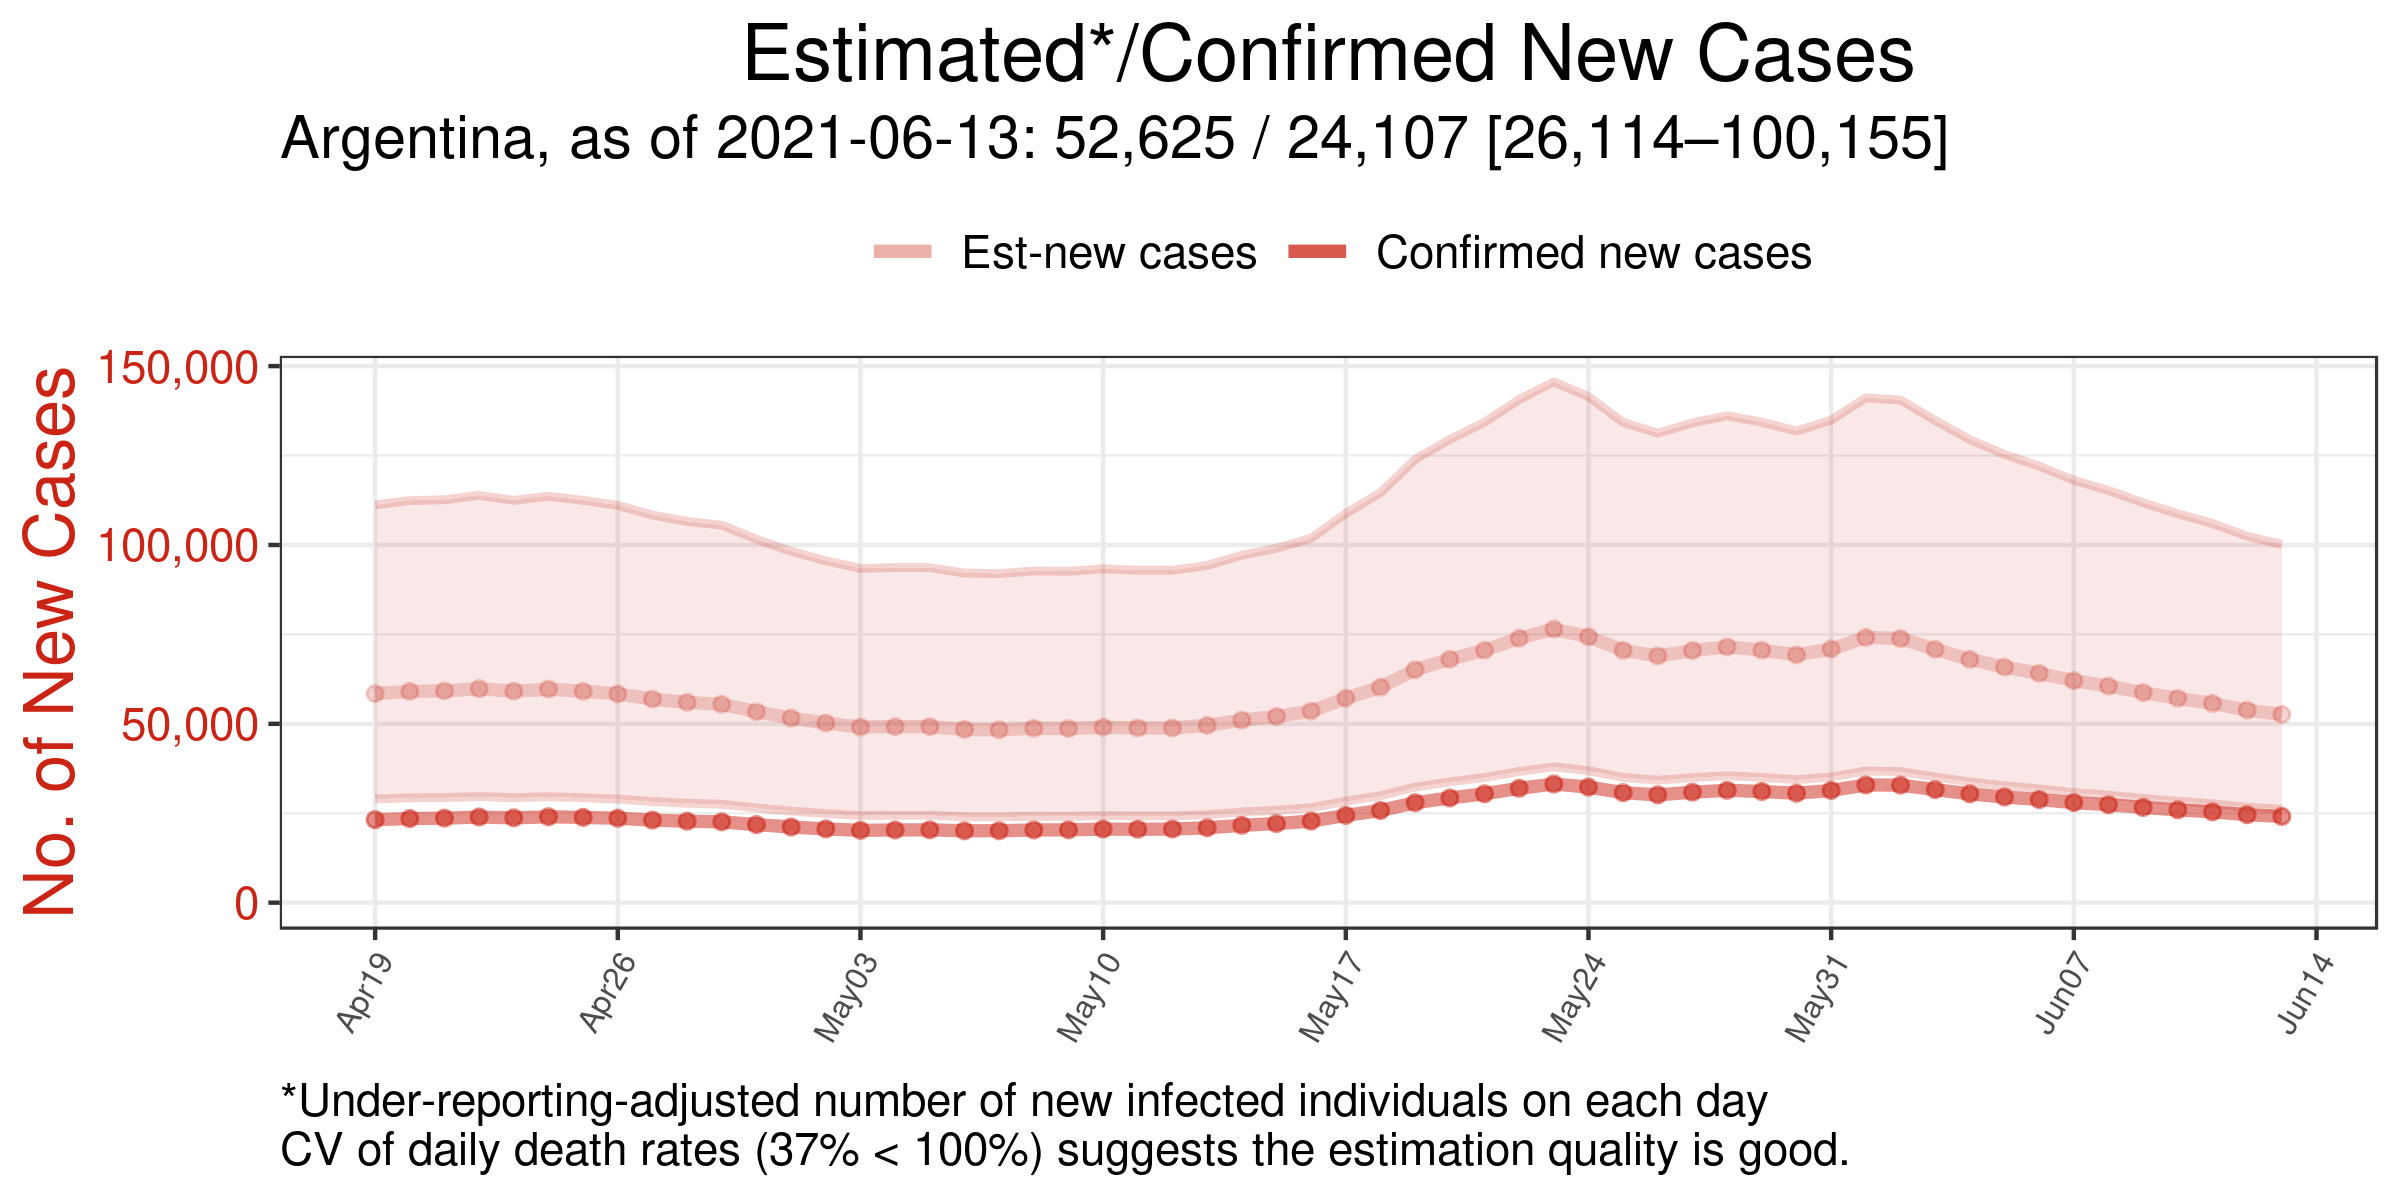 Estimated*/Confirmed New Cases
Argentina, as of 2021-06-13: 52,625 / 24,107 [26,114–100,155]
Est-new cases
Confirmed new cases
No. of New Cases
150,000
100,000
50,000
0
Apr19
Apr26
May03
May10
May17
May24
May31
Jun07
Jun14
*Under-reporting-adjusted number of new infected individuals on each day
CV of daily death rates (37% < 100%) suggests the estimation quality is good.